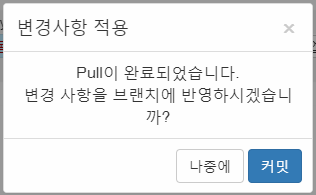 변경사항 적용
×
Pull이 완료되었습니다.
변경 사항을 브랜치에 반영하시겠습니
까?
나중에
커밋